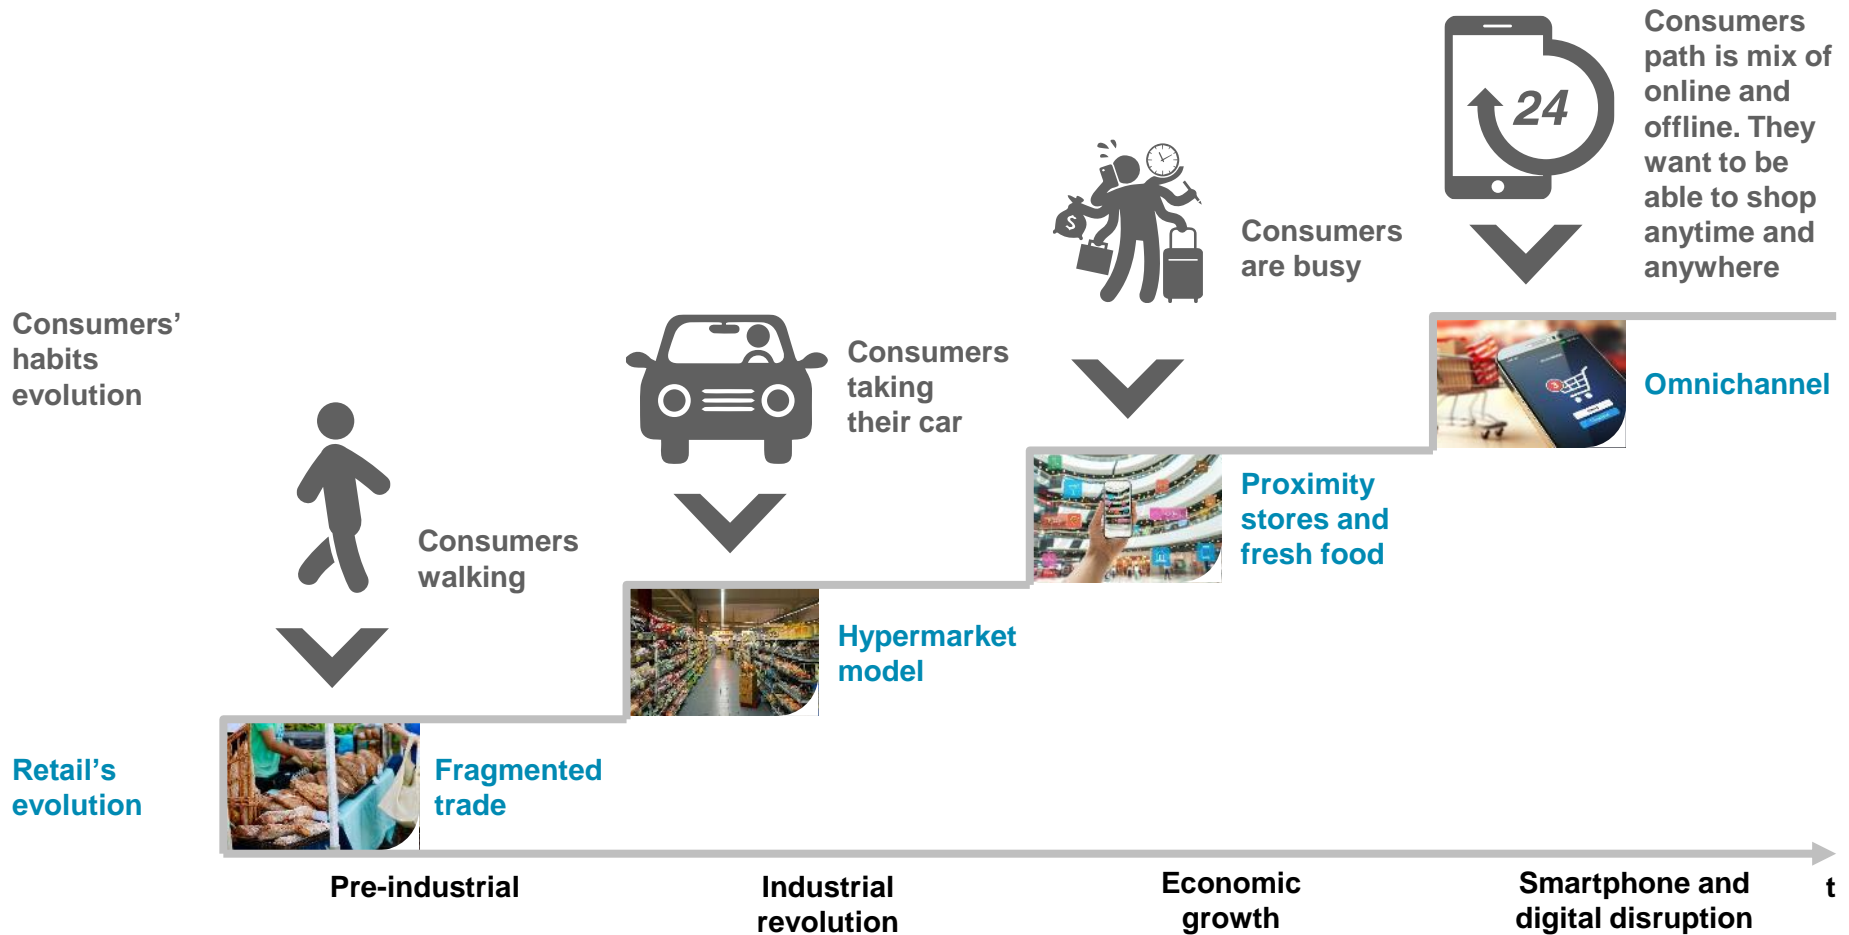 Consumers
path is mix of
online and
offline. They
want to be
able to shop
anytime and
anywhere
24
Consumers
are busy
$
Consumers'
habits
evolution
Consumers
taking
their car
Omnichannel
3
Consumers
walking
Proximity
stores and
fresh food
Hypermarket
model
Retail's
evolution
Fragmented
trade
Pre-industrial
Industrial
revolution
Economic
growth
Smartphone and
digital disruption
t